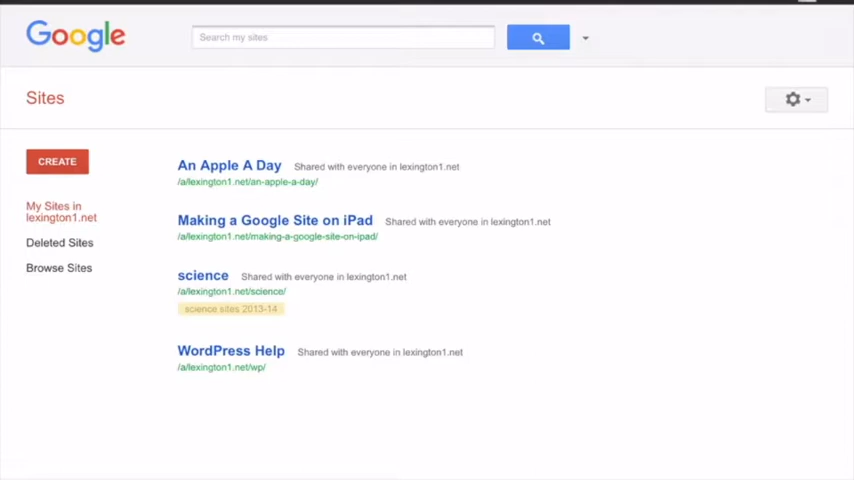 Google
Search my sites
Sites
CREATE
My Sites in
lexington1.net
Deleted Sites
Browse Sites
An Apple A Day Shared with everyone in lexington1.net
/a/lexington1.net/an-apple-a-day/
Making a Google Site on iPad Shared with everyone in lexington1.net
/a/lexington1.net/making-a-google-site-on-ipad/
science Shared with everyone in lexington1.net
/a/lexington1.net/science/
science sites 2013-14
WordPress Help Shared with everyone in lexington1.net
/a/lexington1.net/wp/